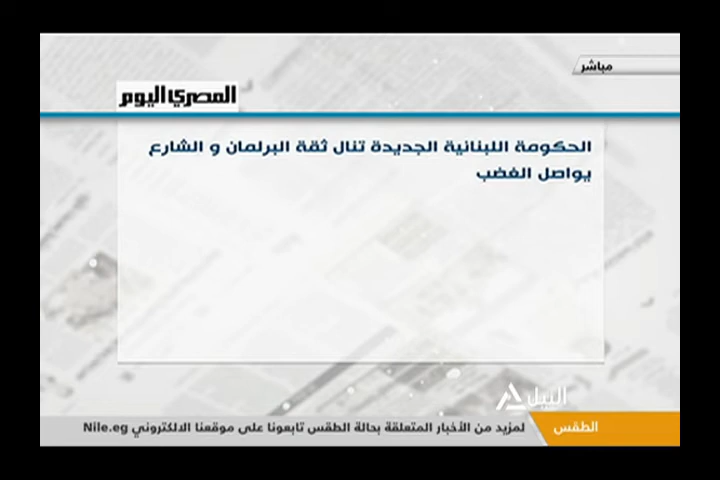 مباشر
المصري اليوم
الحكومة اللبنانية الجديدة تنال ثقة البرلمان و الشارع
يواصل الغضب
النيل
الطقس
لمزيد من الأخبار المتعلقة بحالة الطقس تابعونا على موقعنا الالكتروني Nile.eg